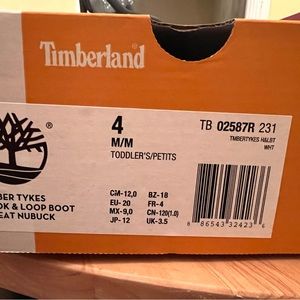 Timberland
®
4
M/M
TODDLER'S/PETITS
TB 02587R 231
TIMBERTYKES H&LBT
WHT
BER TYKES
OK & LOOP BOOT
EAT NUBUCK
CM-12,0 BZ-18
EU- 20 FR-4
MX-9,0 CN-120(1.0)
JP- 12 UK-3.5
8 86543 32423 6